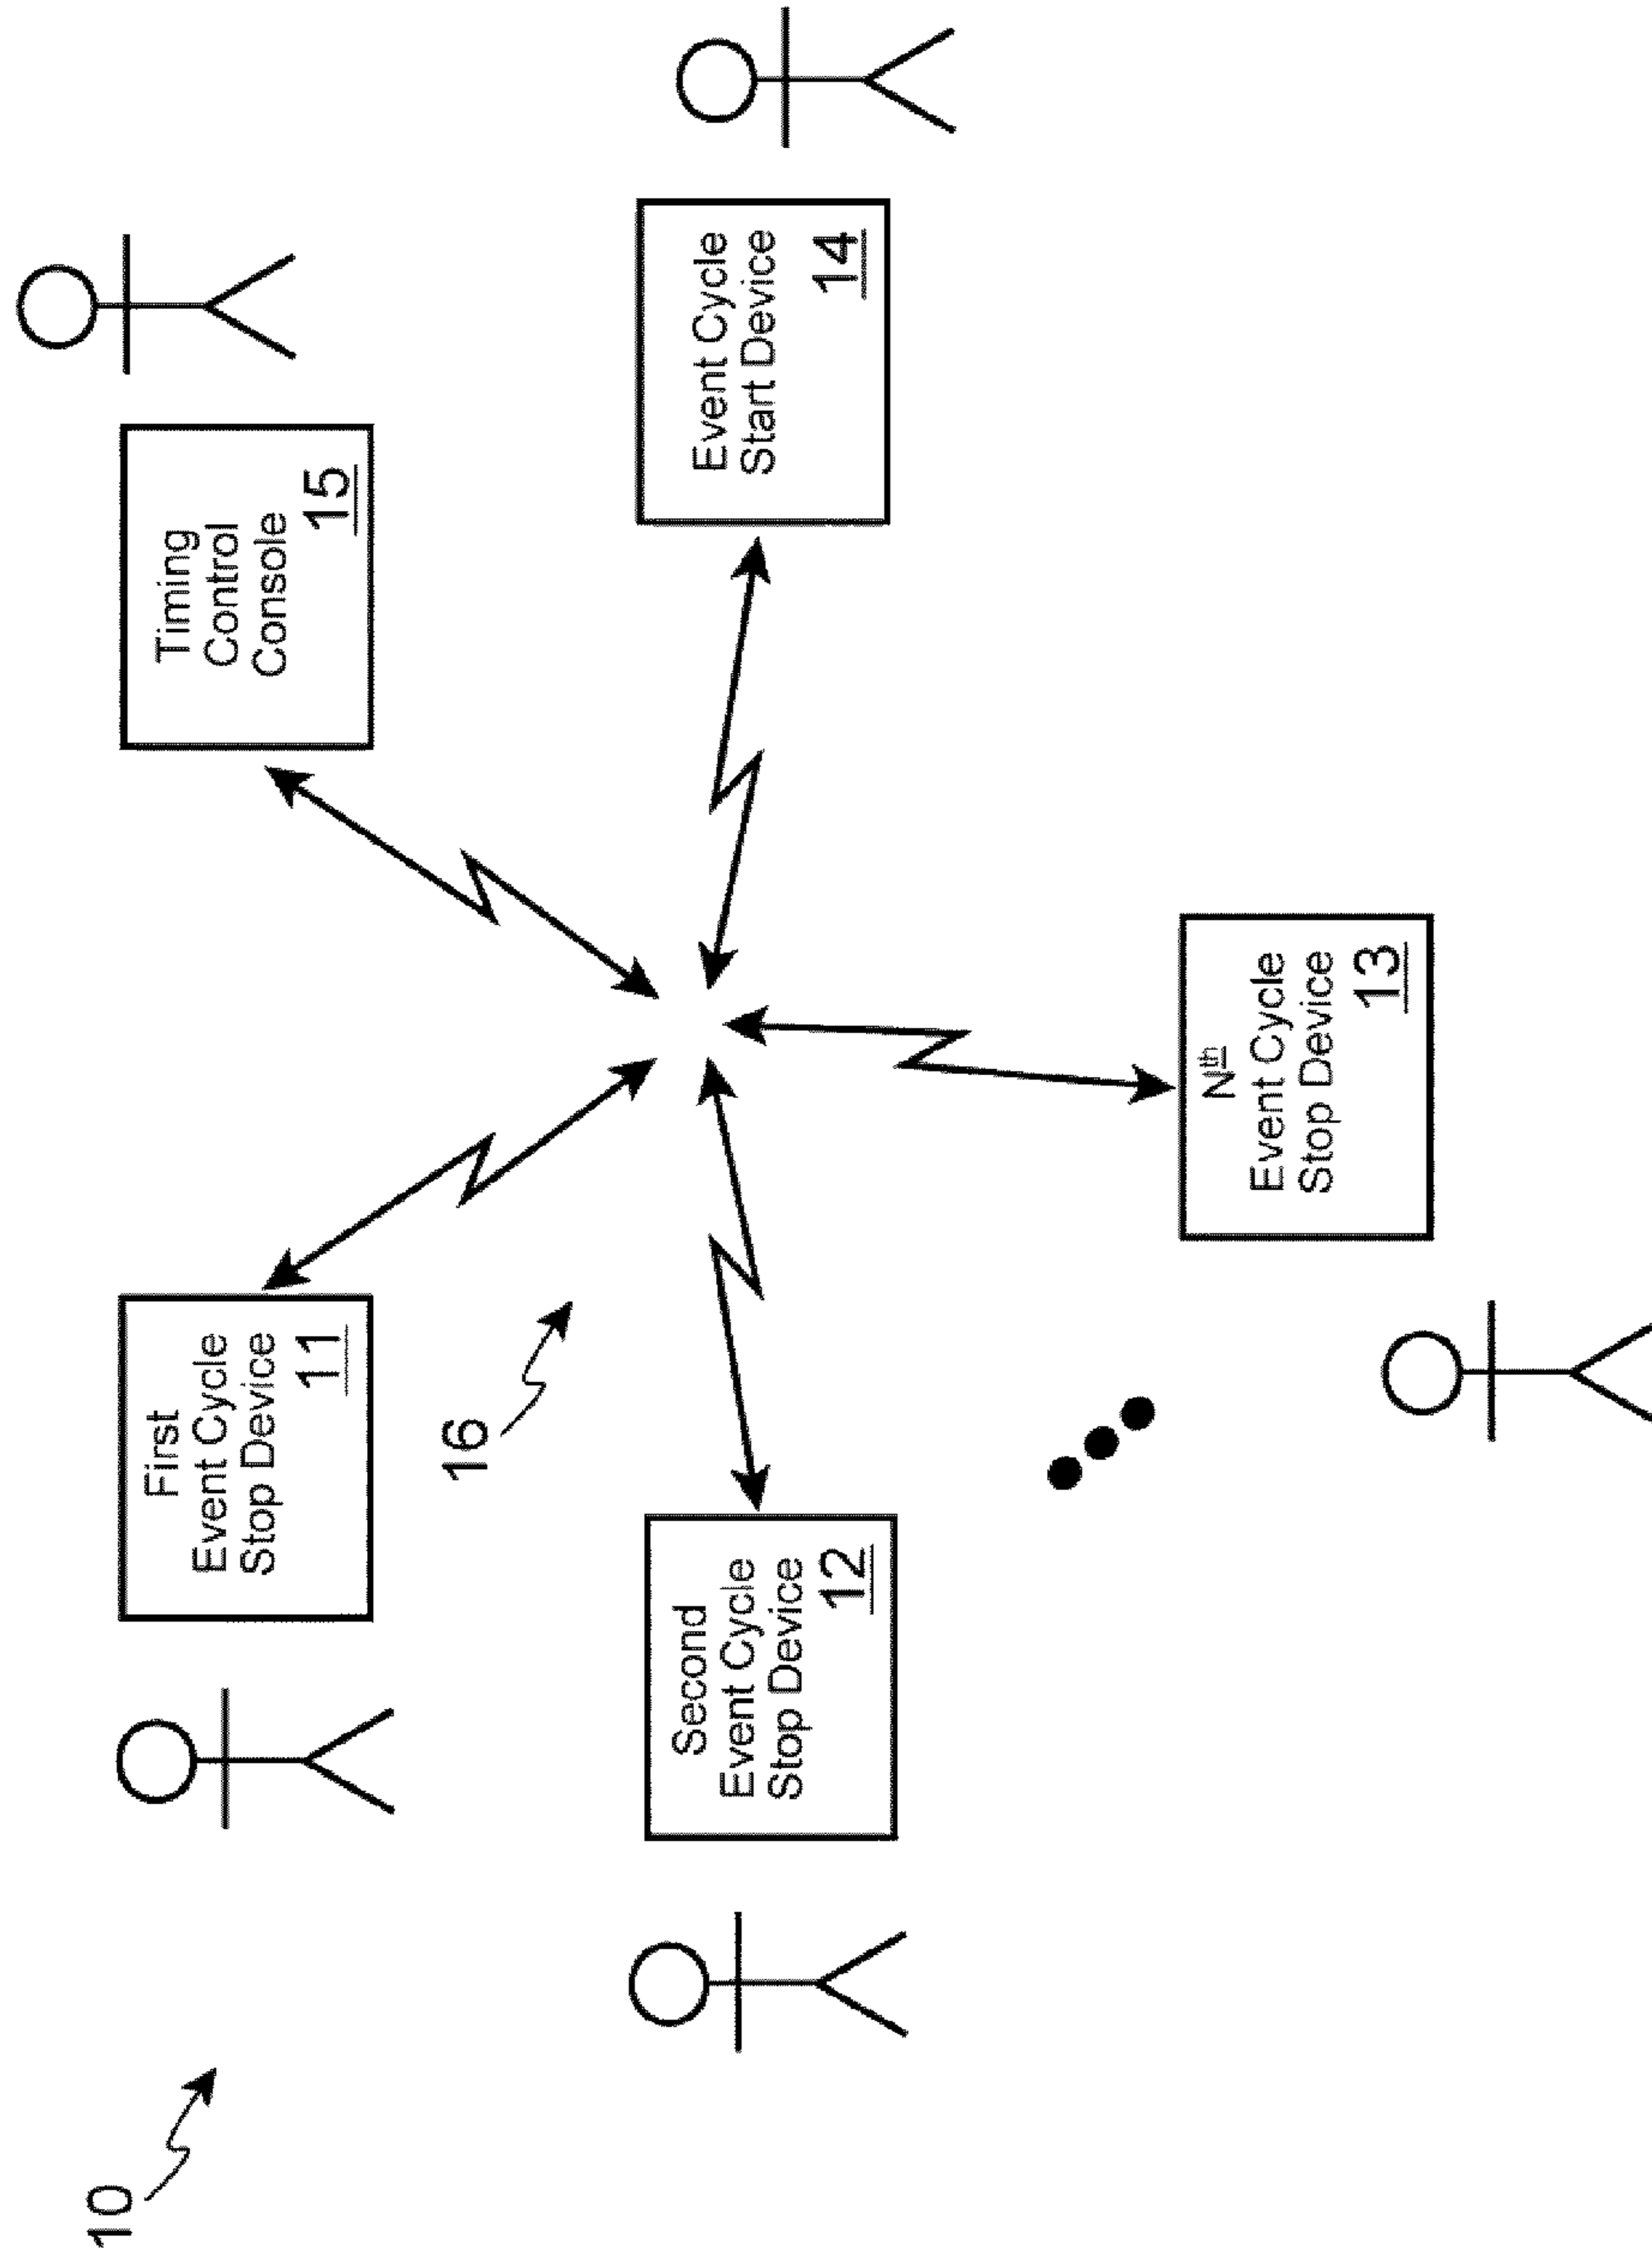 10
First
Event Cycle
Stop Device
11
Timing
Control
Console
15
16
Second
Event Cycle
Stop Device
12
Event Cycle
Start Device
14
Nth
Event Cycle
Stop Device
13